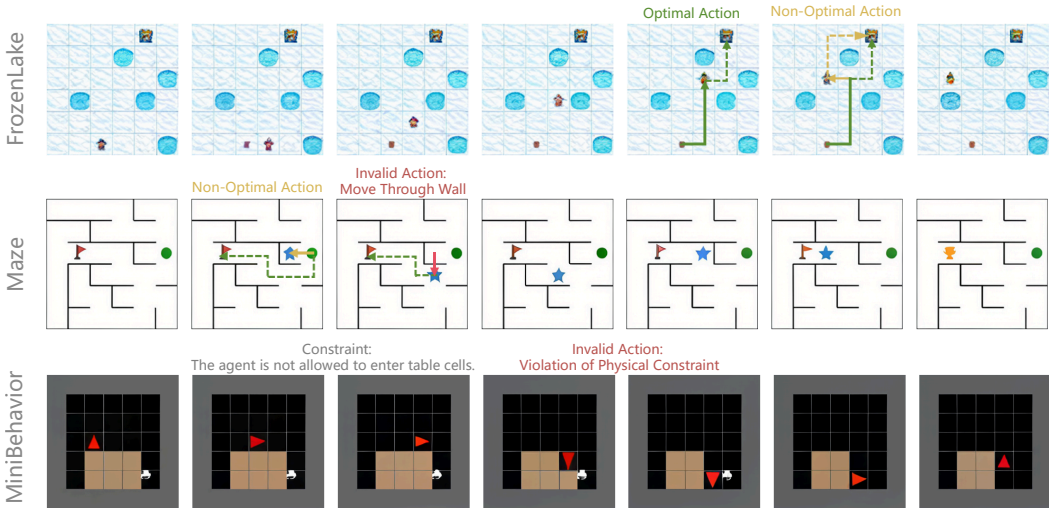 Optimal Action
Non-Optimal Action
FrozenLake
Non-Optimal Action
Invalid Action:
Move Through Wall
Maze
Constraint:
The agent is not allowed to enter table cells.
Invalid Action:
Violation of Physical Constraint
MiniBehavior